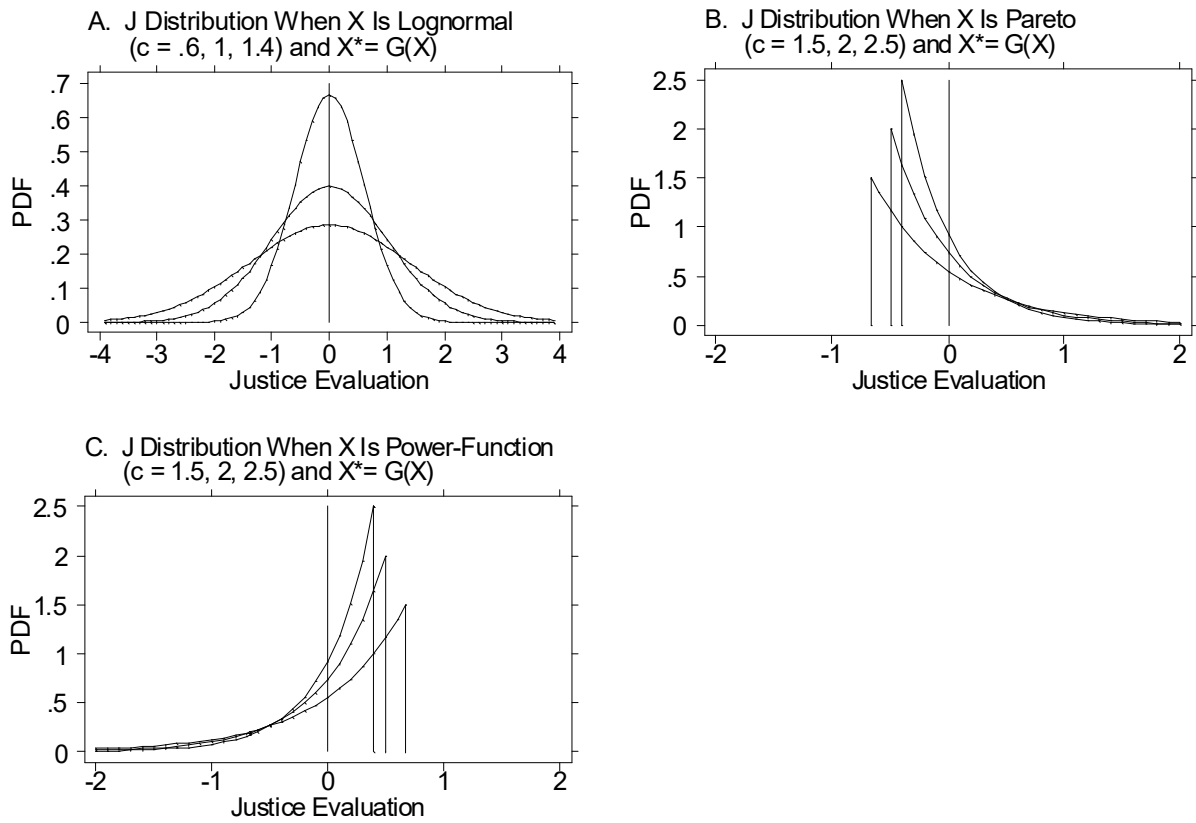 A. J Distribution When X Is Lognormal
(c = .6, 1, 1.4) and X*= G(X)
.7
.6
.5
.4
.3
.2
.1
0
PDF
-4 -3 -2 -1 0 1 2 3 4
Justice Evaluation
B. J Distribution When X Is Pareto
(c = 1.5, 2, 2.5) and X*= G(X)
2.5
2
1.5
1
.5
0
PDF
-2 -1 0 1 2
Justice Evaluation
C. J Distribution When X Is Power-Function
(c = 1.5, 2, 2.5) and X*= G(X)
2.5
2
1.5
1
.5
0
PDF
-2 -1 0 1 2
Justice Evaluation